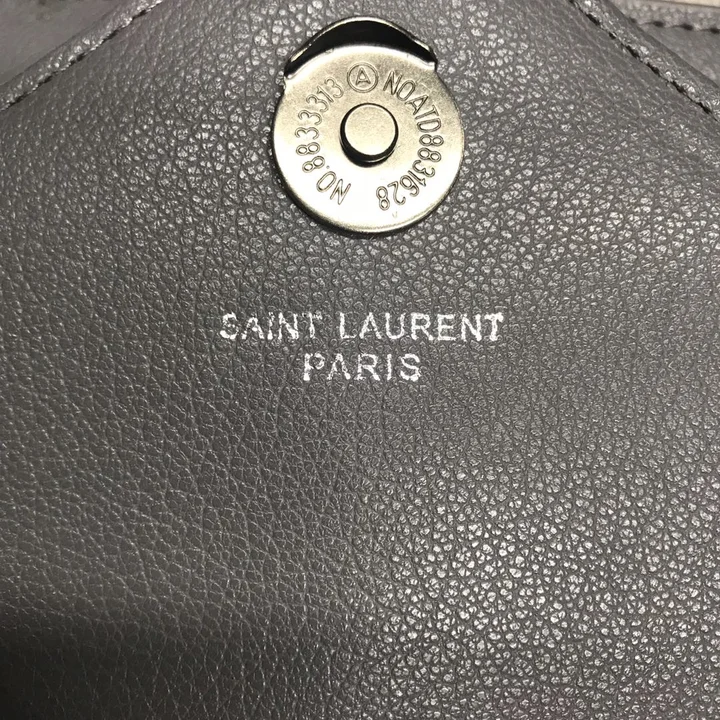 NO.8833313 Ⓐ NOATD8831628
SAINT LAURENT
PARIS